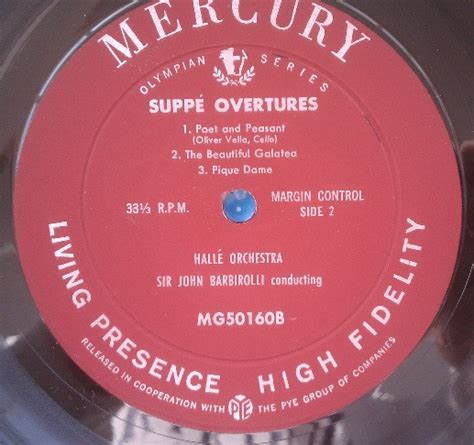 MERCURY
OLYMPIAN SERIES
SUPPÉ OVERTURES
1. Poet and Peasant
(Oliver Vella, Cello)
2. The Beautiful Galatea
3. Pique Dame
33⅓ R.P.M.
MARGIN CONTROL
SIDE 2
HALLÉ ORCHESTRA
SIR JOHN BARBIROLLI conducting
MG50160B
LIVING PRESENCE HIGH FIDELITY
RELEASED IN COOPERATION WITH PYE THE PYE GROUP OF COMPANIES